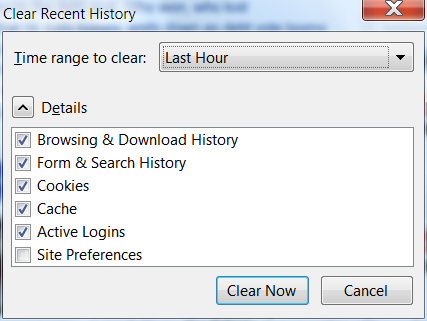 Clear Recent History
Time range to clear: Last Hour
Details
Browsing & Download History
Form & Search History
Cookies
Cache
Active Logins
Site Preferences
Clear Now Cancel